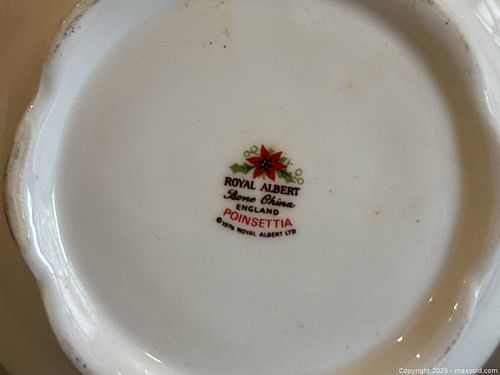 ROYAL ALBERT
Bone China
ENGLAND
POINSETTIA
©1976 ROYAL ALBERT LTD
Copyright 2025 - maxsold.com